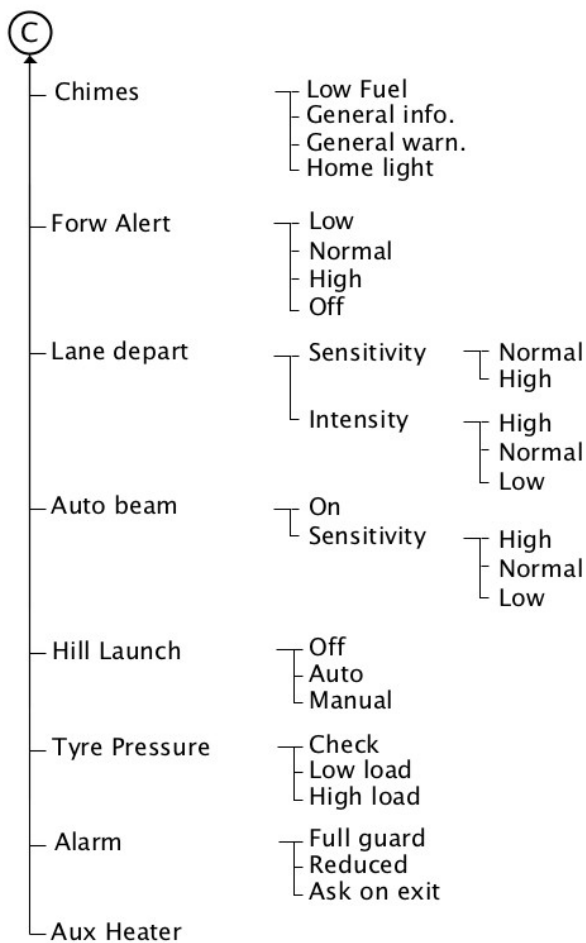 C
Chimes
Low Fuel
General info.
General warn.
Home light
Forw Alert
Low
Normal
High
Off
Lane depart
Sensitivity
Normal
High
Intensity
High
Normal
Low
Auto beam
On
Sensitivity
High
Normal
Low
Hill Launch
Off
Auto
Manual
Tyre Pressure
Check
Low load
High load
Alarm
Full guard
Reduced
Ask on exit
Aux Heater